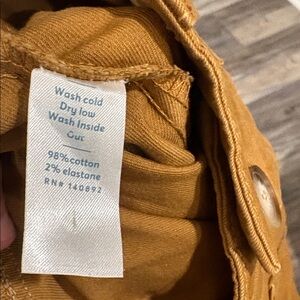 Wash cold
Dry low
Wash Inside
Out
98% cotton
2% elastane
RN# 140892